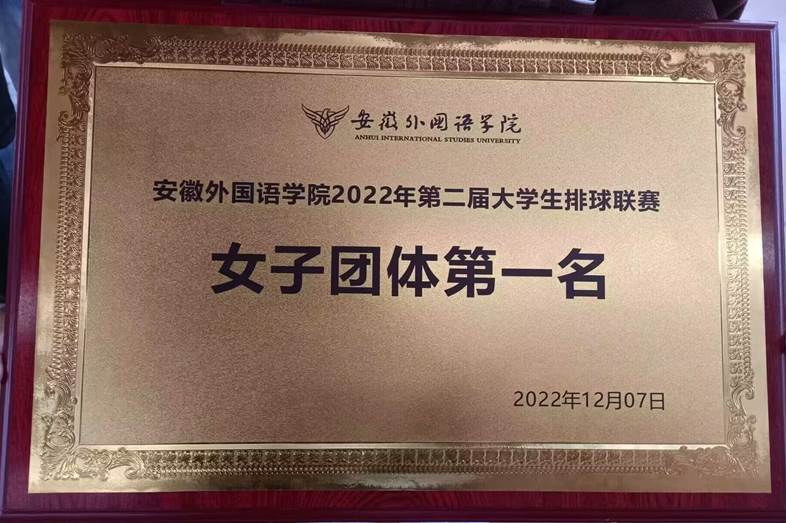 安徽外国语学院
ANHUI INTERNATIONAL STUDIES UNIVERSITY
安徽外国语学院2022年第二届大学生排球联赛
女子团体第一名
2022年12月07日